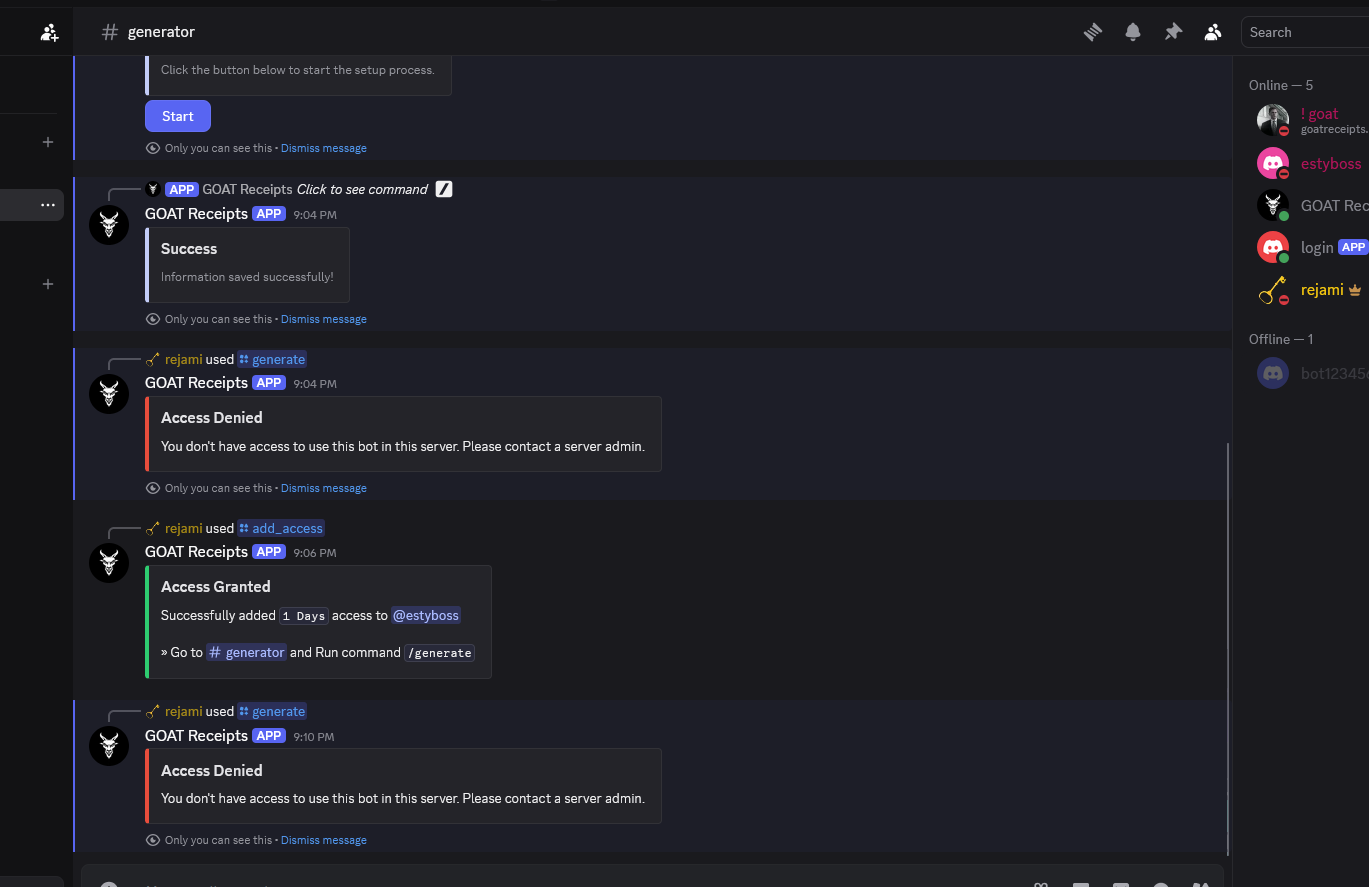 generator
Search
Click the button below to start the setup process.
Start
Only you can see this • Dismiss message
APP GOAT Receipts Click to see command
GOAT Receipts APP 9:04 PM
Success
Information saved successfully!
Only you can see this • Dismiss message
rejami used generate
GOAT Receipts APP 9:04 PM
Access Denied
You don't have access to use this bot in this server. Please contact a server admin.
Only you can see this • Dismiss message
rejami used add_access
GOAT Receipts APP 9:06 PM
Access Granted
Successfully added 1 Days access to @estyboss
» Go to # generator and Run command /generate
rejami used generate
GOAT Receipts APP 9:10 PM
Access Denied
You don't have access to use this bot in this server. Please contact a server admin.
Only you can see this • Dismiss message
Online — 5
! goat
goatreceipts.
estyboss
GOAT Rec
login APP
rejami
Offline — 1
bot12345